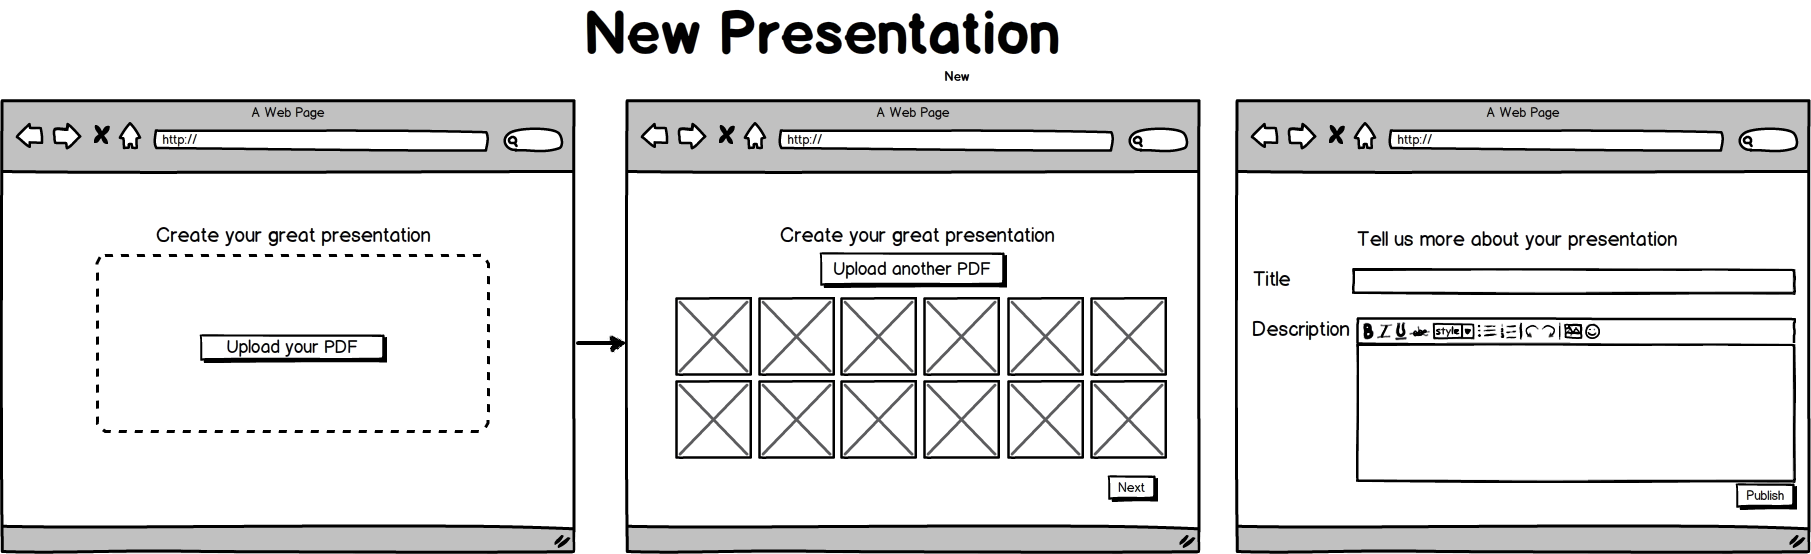 New Presentation
New
A Web Page
http://
Create your great presentation
Upload your PDF
A Web Page
http://
Create your great presentation
Upload another PDF
Next
A Web Page
http://
Tell us more about your presentation
Title
Description
B I U abc style
Publish